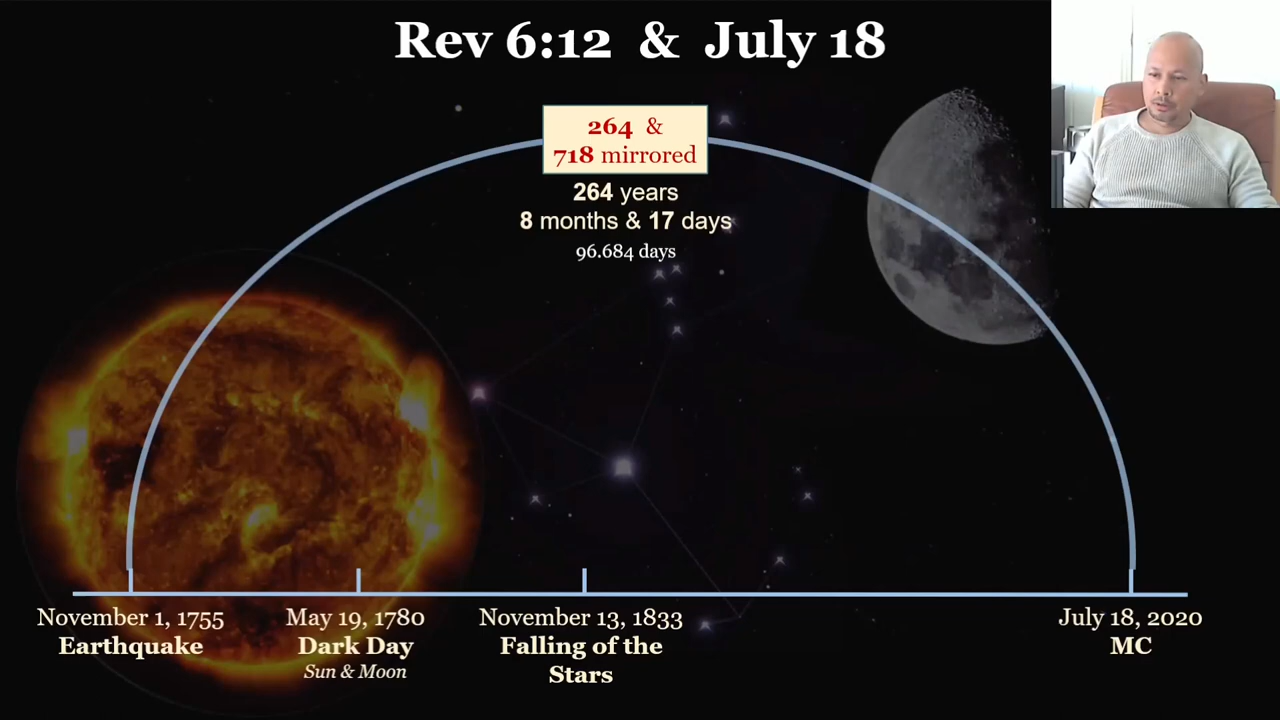 Rev 6:12 & July 18
264 &
718 mirrored
264 years
8 months & 17 days
96.684 days
November 1, 1755
Earthquake
May 19, 1780
Dark Day
Sun & Moon
November 13, 1833
Falling of the
Stars
July 18, 2020
MC